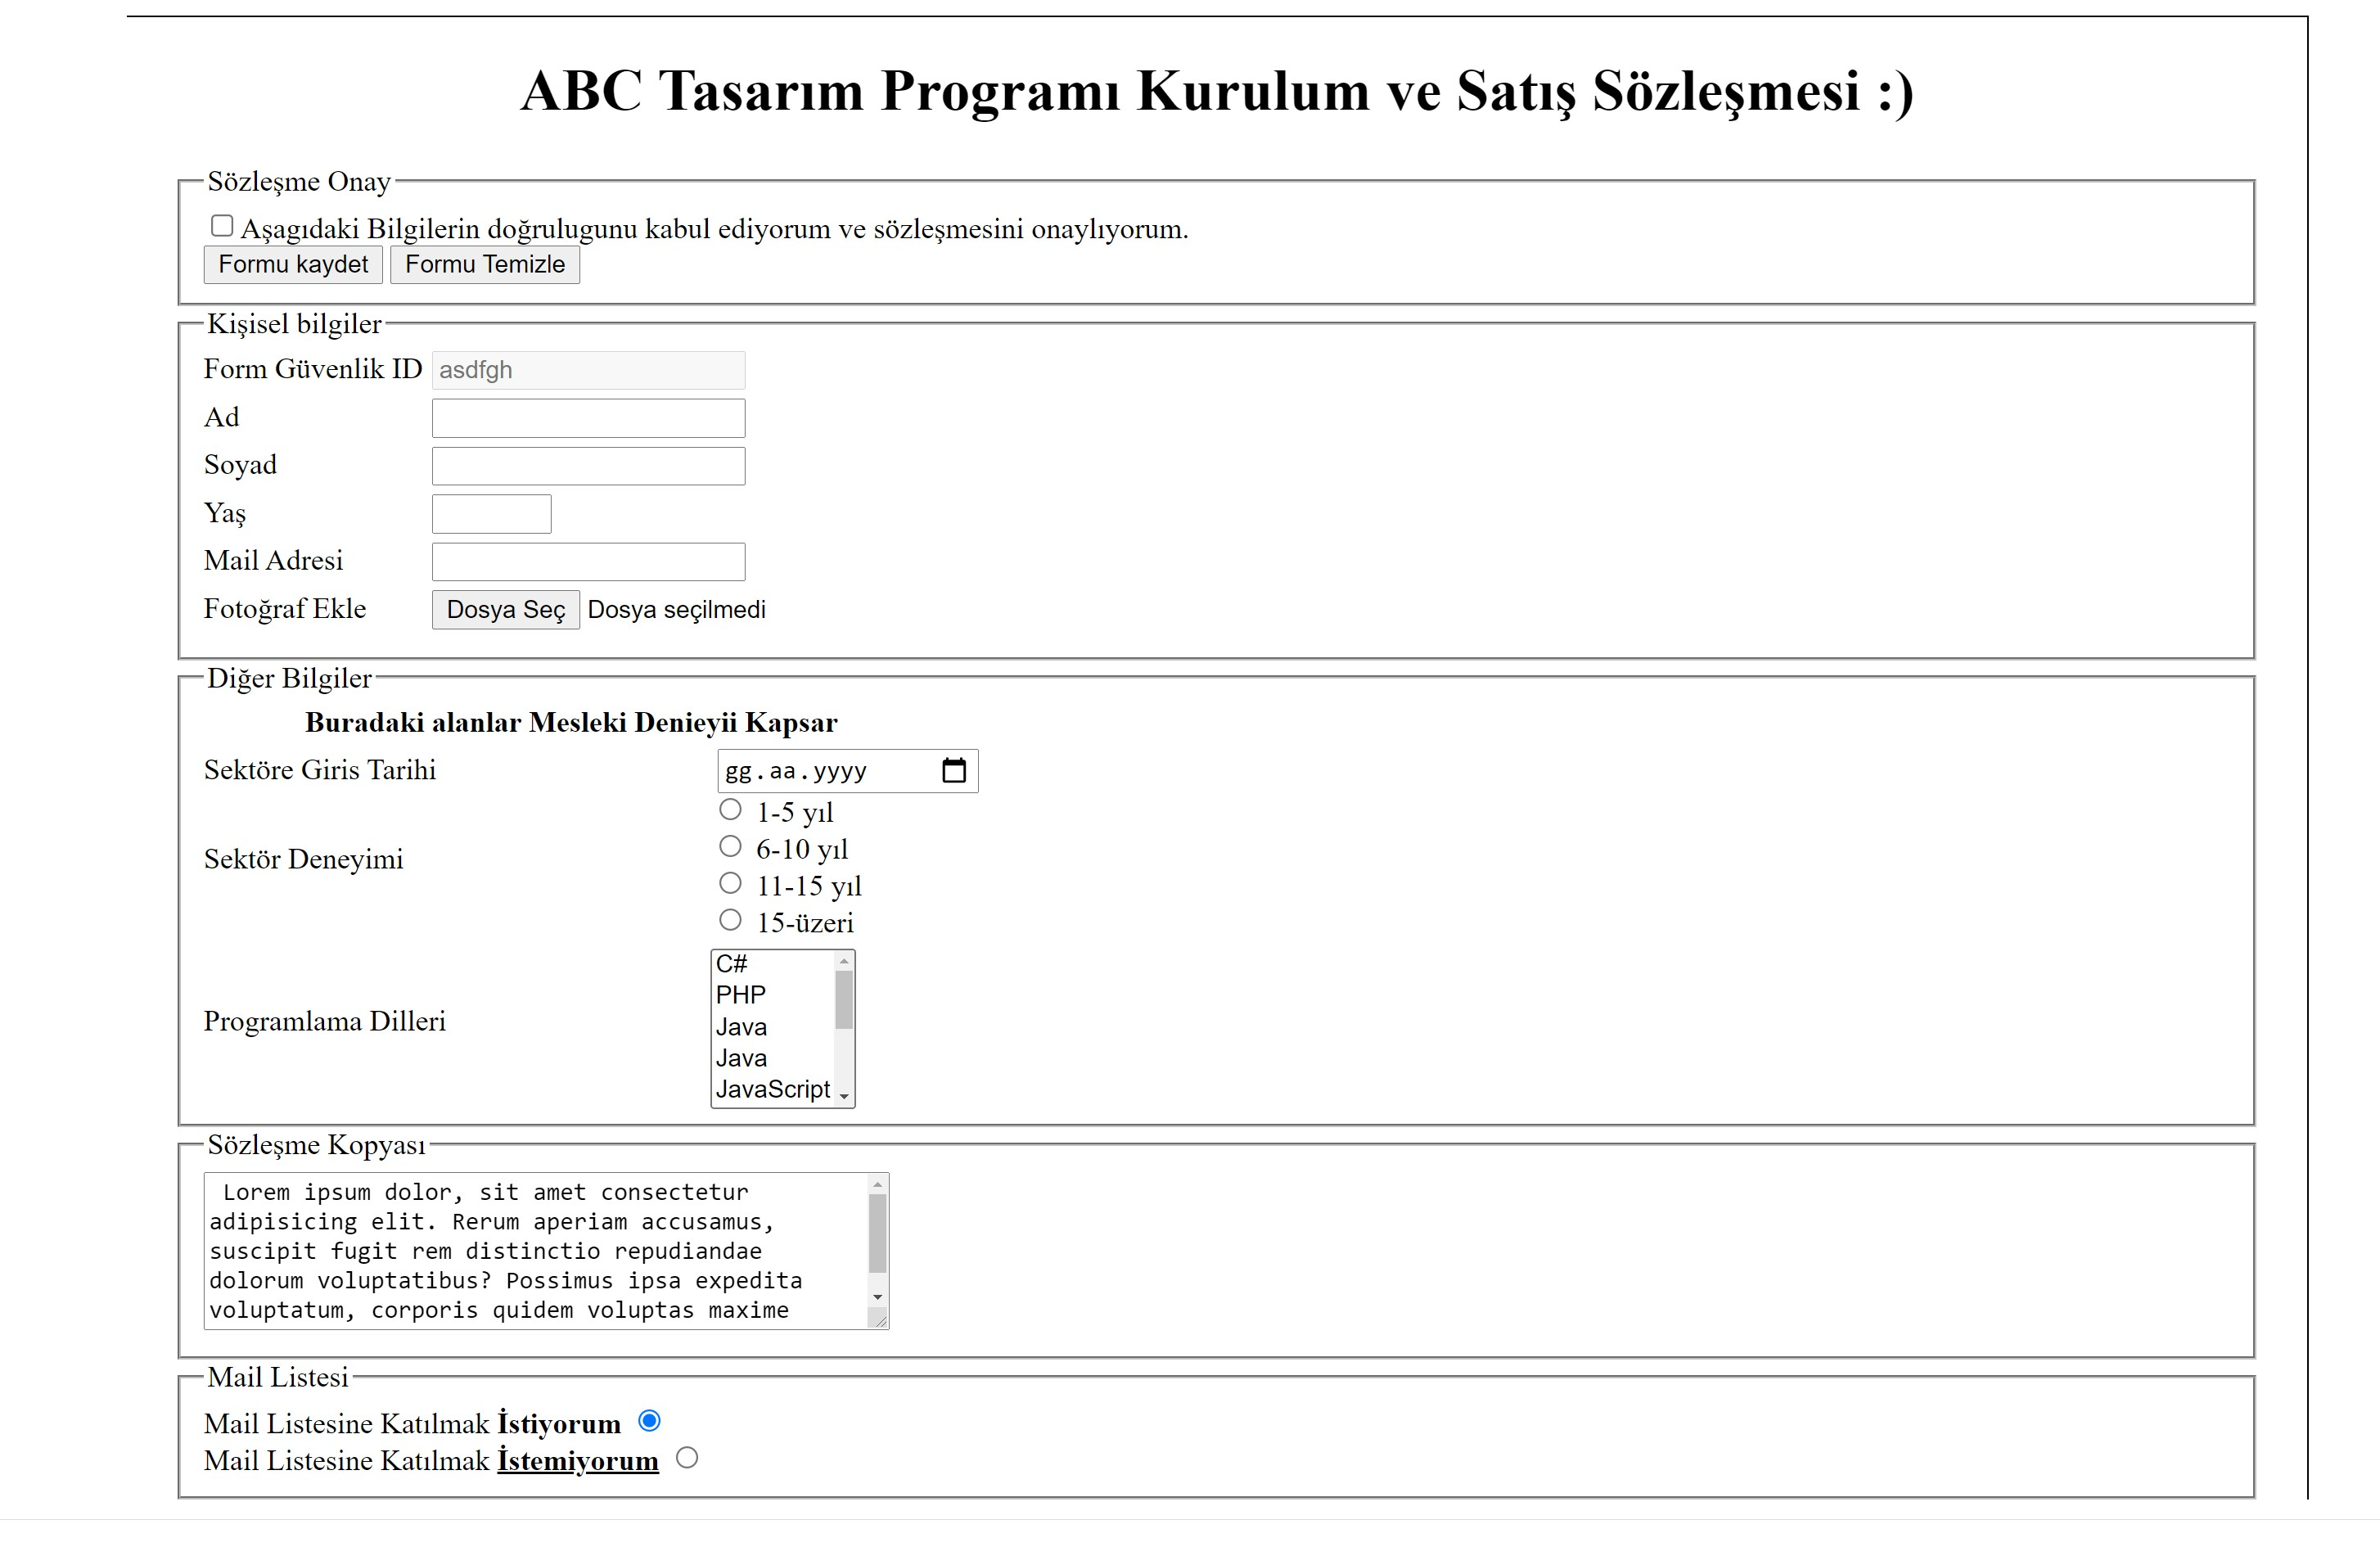 ABC Tasarım Programı Kurulum ve Satış Sözleşmesi :)
Sözleşme Onay
Aşagıdaki Bilgilerin doğrulugunu kabul ediyorum ve sözleşmesini onaylıyorum.
Formu kaydet Formu Temizle
Kişisel bilgiler
Form Güvenlik ID asdfgh
Ad
Soyad
Yaş
Mail Adresi
Fotoğraf Ekle Dosya Seç Dosya seçilmedi
Diğer Bilgiler
Buradaki alanlar Mesleki Denieyii Kapsar
Sektöre Giris Tarihi gg.aa.yyyy
Sektör Deneyimi
1-5 yıl
6-10 yıl
11-15 yıl
15-üzeri
Programlama Dilleri
C#
PHP
Java
Java
JavaScript
Sözleşme Kopyası
Lorem ipsum dolor, sit amet consectetur
adipisicing elit. Rerum aperiam accusamus,
suscipit fugit rem distinctio repudiandae
dolorum voluptatibus? Possimus ipsa expedita
voluptatum, corporis quidem voluptas maxime
Mail Listesi
Mail Listesine Katılmak İstiyorum
Mail Listesine Katılmak İstemiyorum